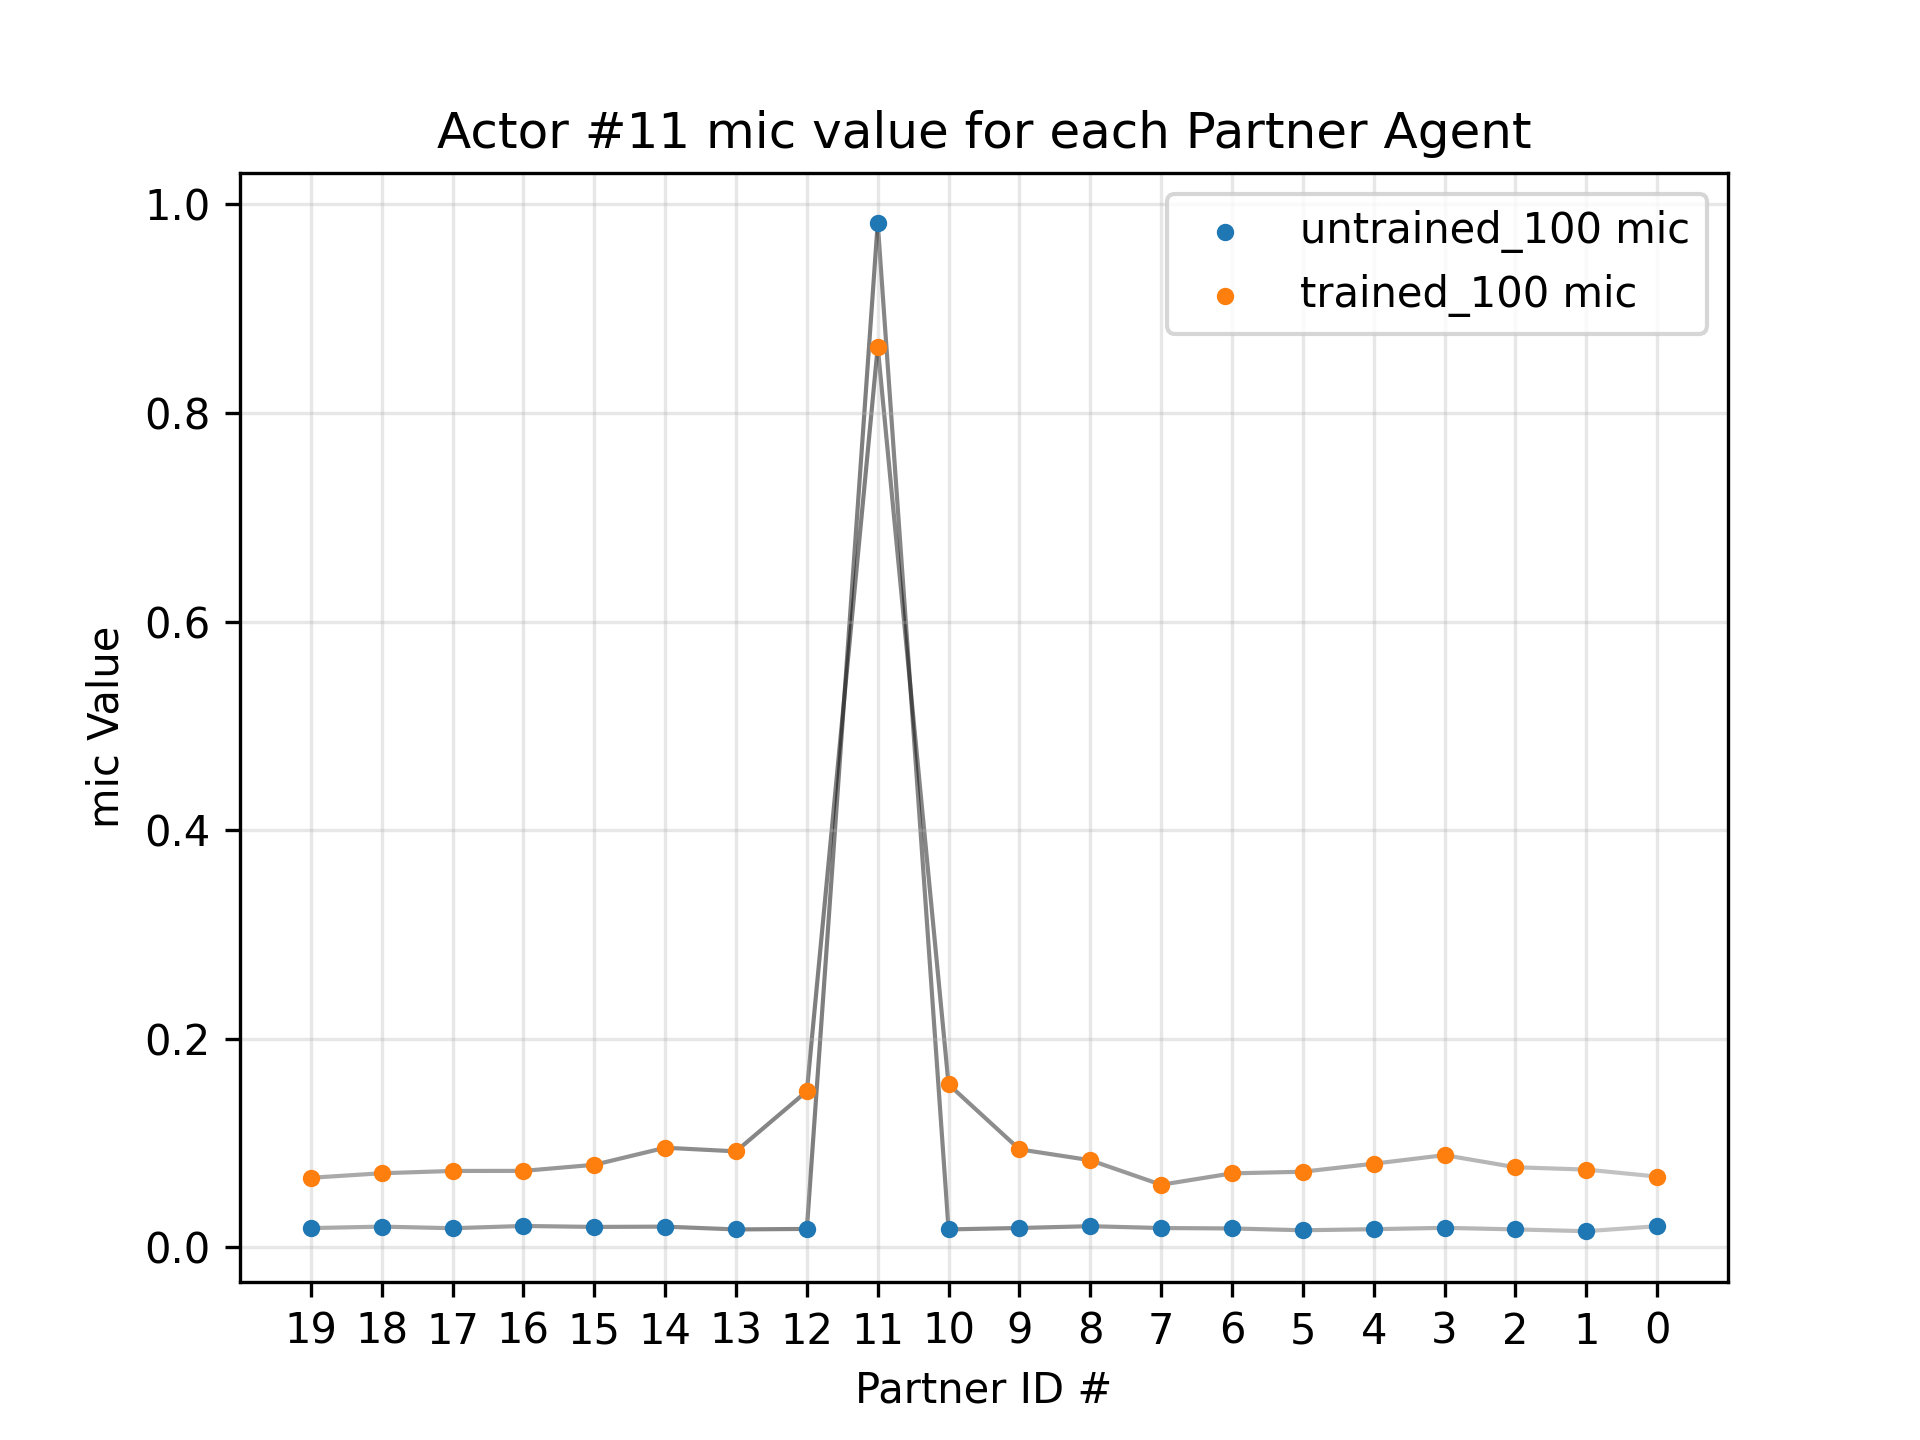 Actor #11 mic value for each Partner Agent
untrained_100 mic
trained_100 mic
1.0
0.8
0.6
0.4
0.2
0.0
mic Value
19 18 17 16 15 14 13 12 11 10 9 8 7 6 5 4 3 2 1 0
Partner ID #